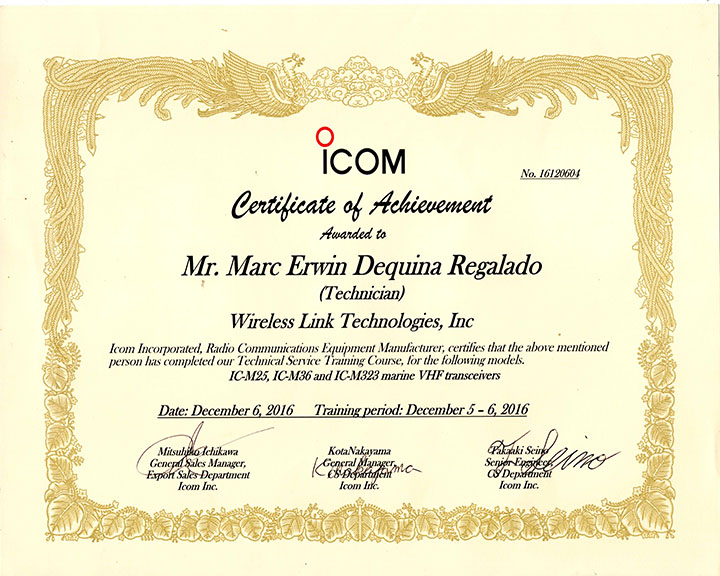 iCOM
No. 16120604
Certificate of Achievement
Awarded to
Mr. Marc Erwin Dequina Regalado
(Technician)
Wireless Link Technologies, Inc
Icom Incorporated, Radio Communications Equipment Manufacturer, certifies that the above mentioned
person has completed our Technical Service Training Course, for the following models.
IC-M25, IC-M36 and IC-M323 marine VHF transceivers
Date: December 6, 2016 Training period: December 5 – 6, 2016
Mitsuhiko Ichikawa
General Sales Manager,
Export Sales Department
Icom Inc.
KotaNakayama
General Manager
CS Department
Icom Inc.
Takaaki Seino
Senior Engineer
CS Department
Icom Inc.